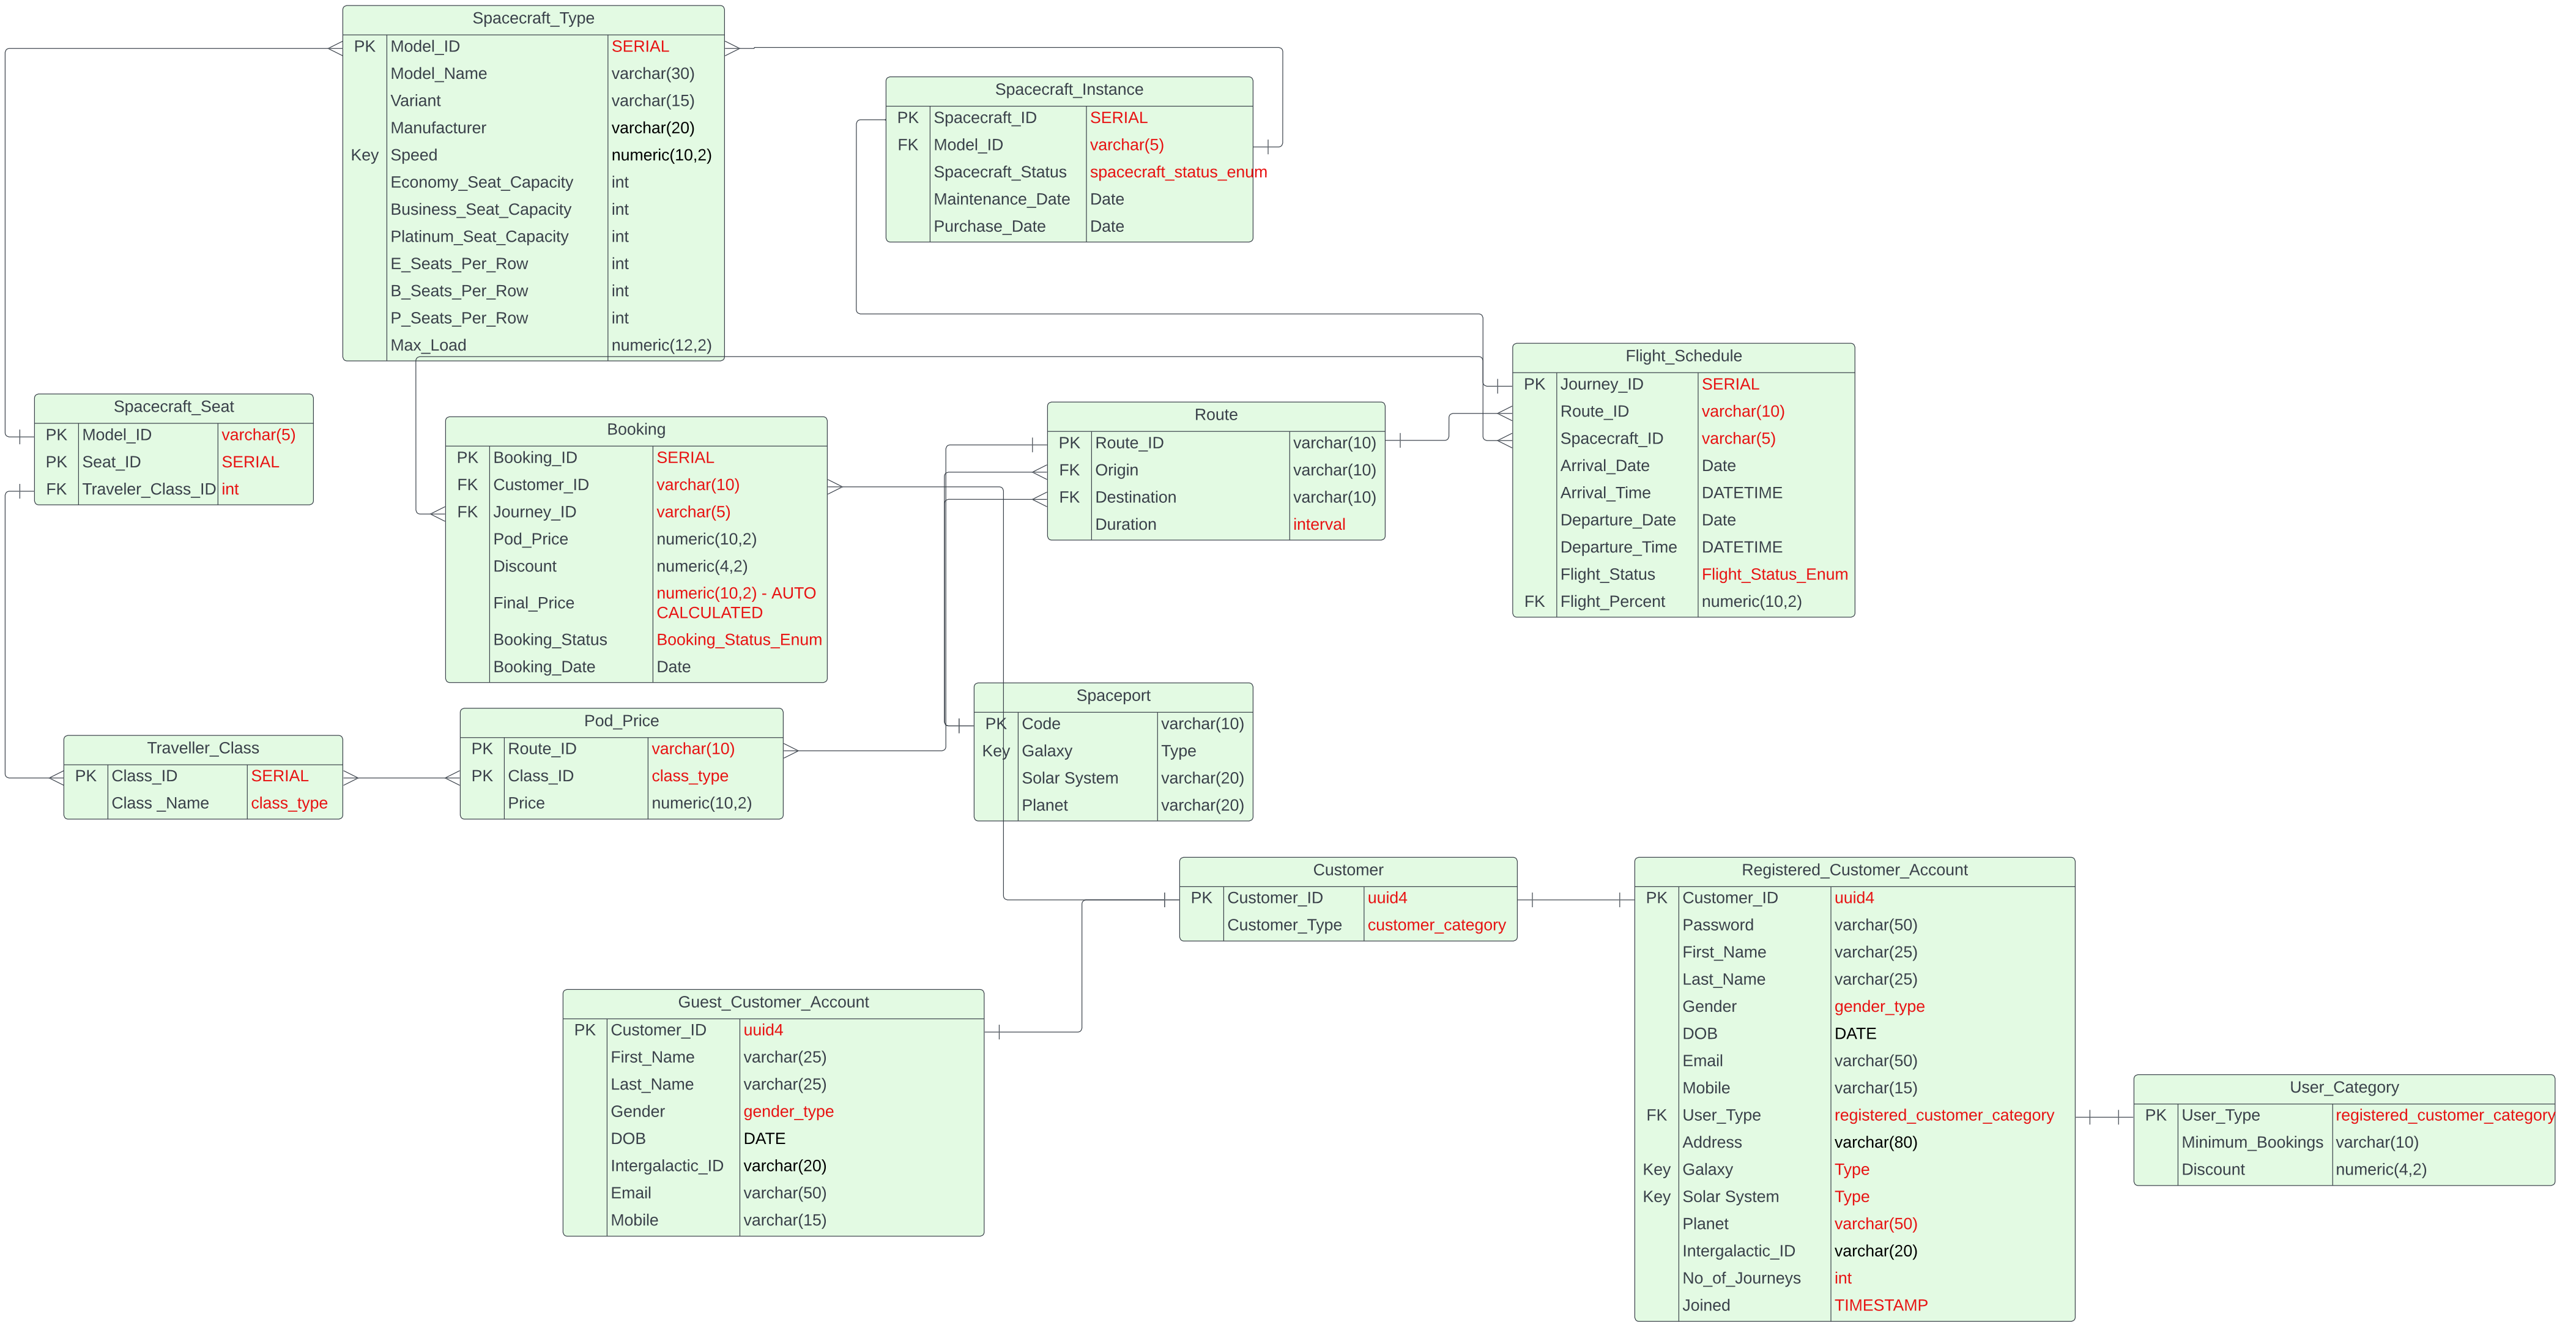 Spacecraft_Type
PK Model_ID SERIAL
Model_Name varchar(30)
Variant varchar(15)
Manufacturer varchar(20)
Key Speed numeric(10,2)
Economy_Seat_Capacity int
Business_Seat_Capacity int
Platinum_Seat_Capacity int
E_Seats_Per_Row int
B_Seats_Per_Row int
P_Seats_Per_Row int
Max_Load numeric(12,2)
Spacecraft_Instance
PK Spacecraft_ID SERIAL
FK Model_ID varchar(5)
Spacecraft_Status spacecraft_status_enum
Maintenance_Date Date
Purchase_Date Date
Flight_Schedule
PK Journey_ID SERIAL
Route_ID varchar(10)
Spacecraft_ID varchar(5)
Arrival_Date Date
Arrival_Time DATETIME
Departure_Date Date
Departure_Time DATETIME
Flight_Status Flight_Status_Enum
FK Flight_Percent numeric(10,2)
Spacecraft_Seat
PK Model_ID varchar(5)
PK Seat_ID SERIAL
FK Traveler_Class_ID int
Booking
PK Booking_ID SERIAL
FK Customer_ID varchar(10)
FK Journey_ID varchar(5)
Pod_Price numeric(10,2)
Discount numeric(4,2)
Final_Price numeric(10,2) - AUTO
CALCULATED
Booking_Status Booking_Status_Enum
Booking_Date Date
Route
PK Route_ID varchar(10)
FK Origin varchar(10)
FK Destination varchar(10)
Duration interval
Traveller_Class
PK Class_ID SERIAL
Class _Name class_type
Pod_Price
PK Route_ID varchar(10)
PK Class_ID class_type
Price numeric(10,2)
Spaceport
PK Code varchar(10)
Key Galaxy Type
Solar System varchar(20)
Planet varchar(20)
Customer
PK Customer_ID uuid4
Customer_Type customer_category
Registered_Customer_Account
PK Customer_ID uuid4
Password varchar(50)
First_Name varchar(25)
Last_Name varchar(25)
Gender gender_type
DOB DATE
Email varchar(50)
Mobile varchar(15)
FK User_Type registered_customer_category
Address varchar(80)
Key Galaxy Type
Key Solar System Type
Planet varchar(50)
Intergalactic_ID varchar(20)
No_of_Journeys int
Joined TIMESTAMP
Guest_Customer_Account
PK Customer_ID uuid4
First_Name varchar(25)
Last_Name varchar(25)
Gender gender_type
DOB DATE
Intergalactic_ID varchar(20)
Email varchar(50)
Mobile varchar(15)
User_Category
PK User_Type registered_customer_category
Minimum_Bookings varchar(10)
Discount numeric(4,2)